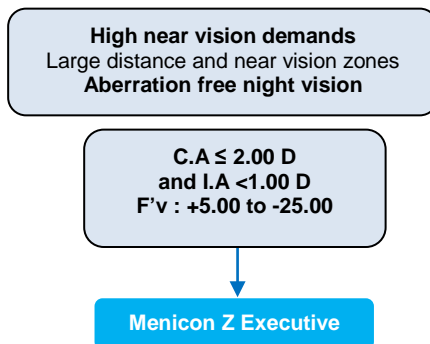 High near vision demands
Large distance and near vision zones
Aberration free night vision
C.A ≤ 2.00 D
and I.A <1.00 D
F'v : +5.00 to -25.00
Menicon Z Executive